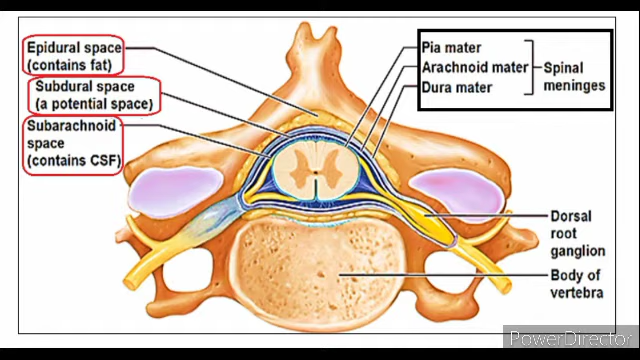 Epidural space
(contains fat)
Subdural space
(a potential space)
Subarachnoid
space
(contains CSF)
Pia mater
Arachnoid mater
Dura mater
Spinal
meninges
Dorsal
root
ganglion
Body of
vertebra
PowerDirector